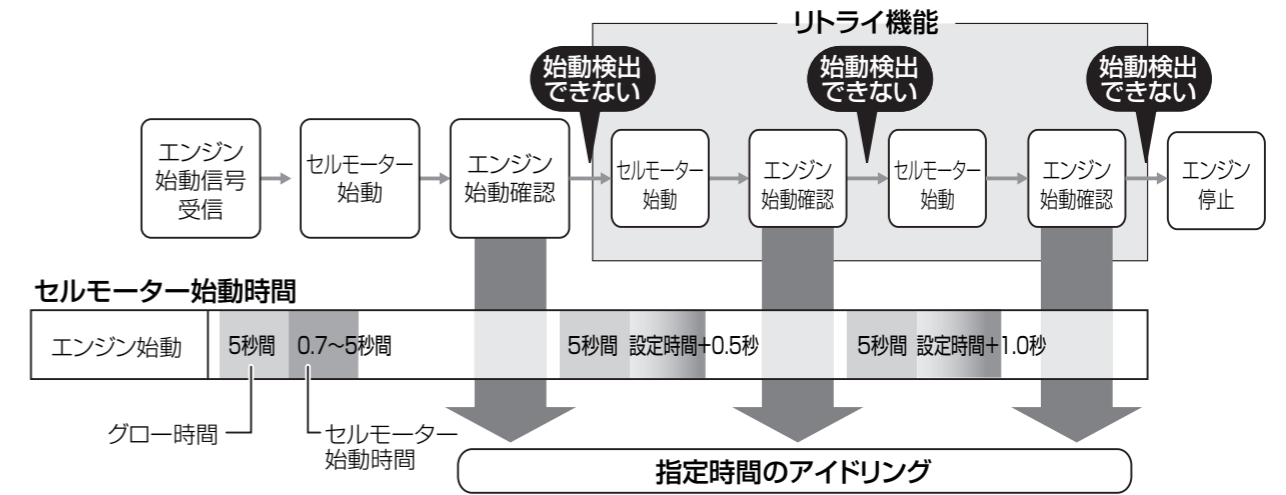 リトライ機能
始動検出
できない
始動検出
できない
始動検出
できない
エンジン
始動信号
受信
セルモーター
始動
エンジン
始動確認
セルモーター
始動
エンジン
始動確認
セルモーター
始動
エンジン
始動確認
エンジン
停止
セルモーター始動時間
エンジン始動
5秒間
0.7〜5秒間
5秒間
設定時間+0.5秒
5秒間
設定時間+1.0秒
グロー時間
セルモーター
始動時間
指定時間のアイドリング